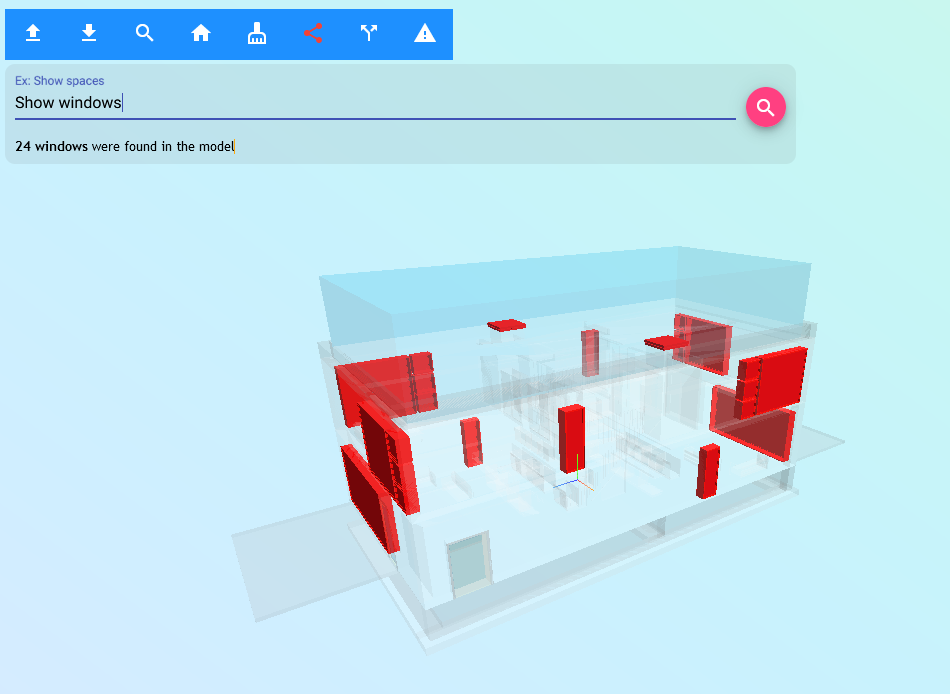 Ex: Show spaces
Show windows
24 windows were found in the model